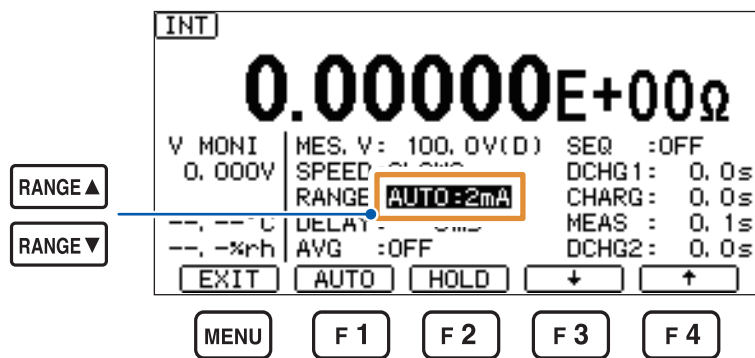 INT
0.00000E+00Ω
V MONI
0.000V
--.--°C
--.-%rh
MES.V: 100.0V(D)
SPEED
RANGE AUTO:2mA
DELAY:
AVG :OFF
SEQ :OFF
DCHG1: 0.0s
CHARG: 0.0s
MEAS : 0.1s
DCHG2: 0.0s
RANGE▲
RANGE▼
EXIT AUTO HOLD ↓ ↑
MENU F1 F2 F3 F4